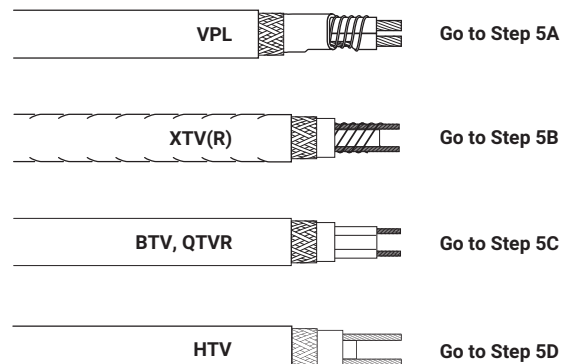 VPL Go to Step 5A
XTV(R) Go to Step 5B
BTV, QTVR Go to Step 5C
HTV Go to Step 5D